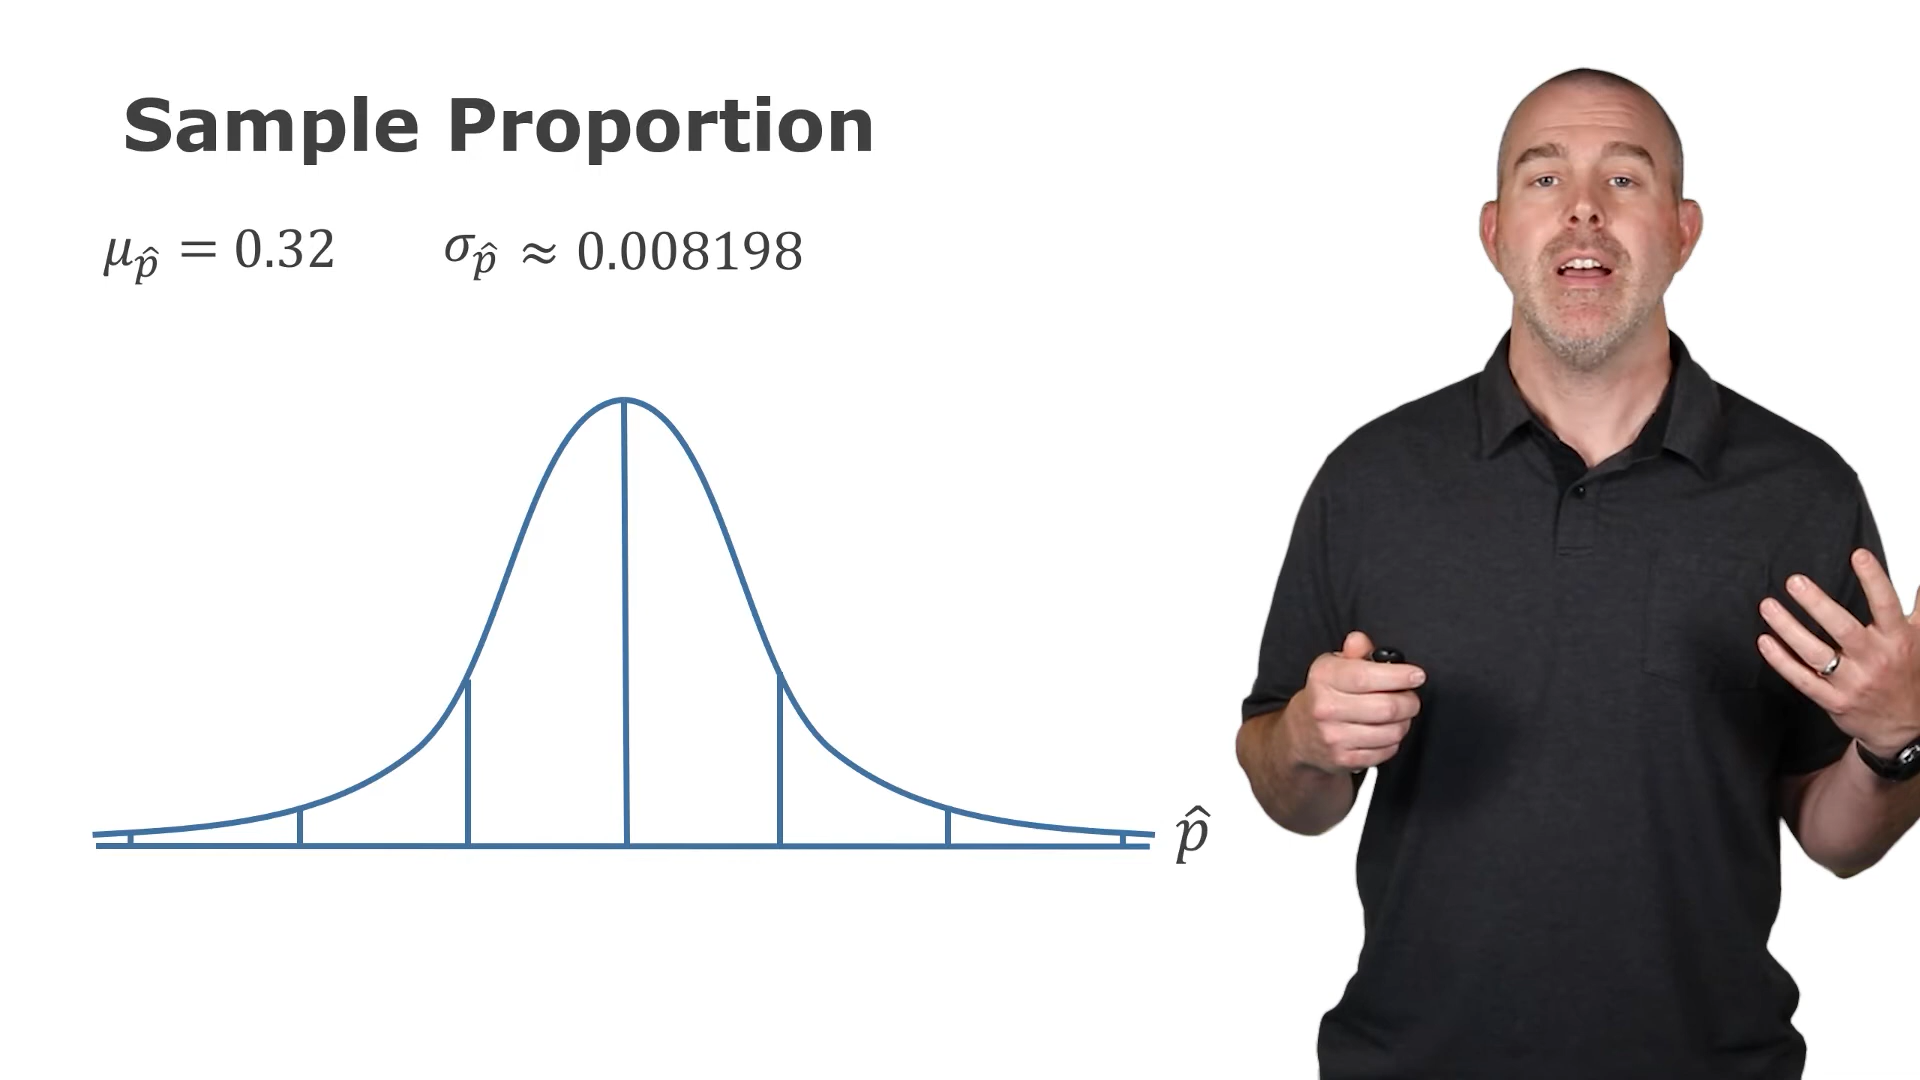 Sample Proportion
μ_p̂ = 0.32 σ_p̂ ≈ 0.008198
p̂